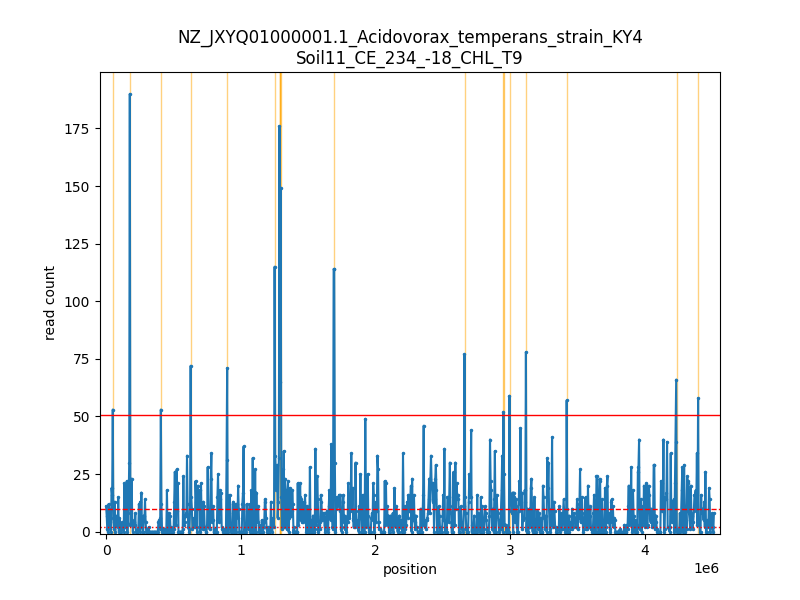 NZ_JXYQ01000001.1_Acidovorax_temperans_strain_KY4
Soil11_CE_234_-18_CHL_T9
175
150
125
100
75
50
25
0
read count
0
1
2
3
4
1e6
position